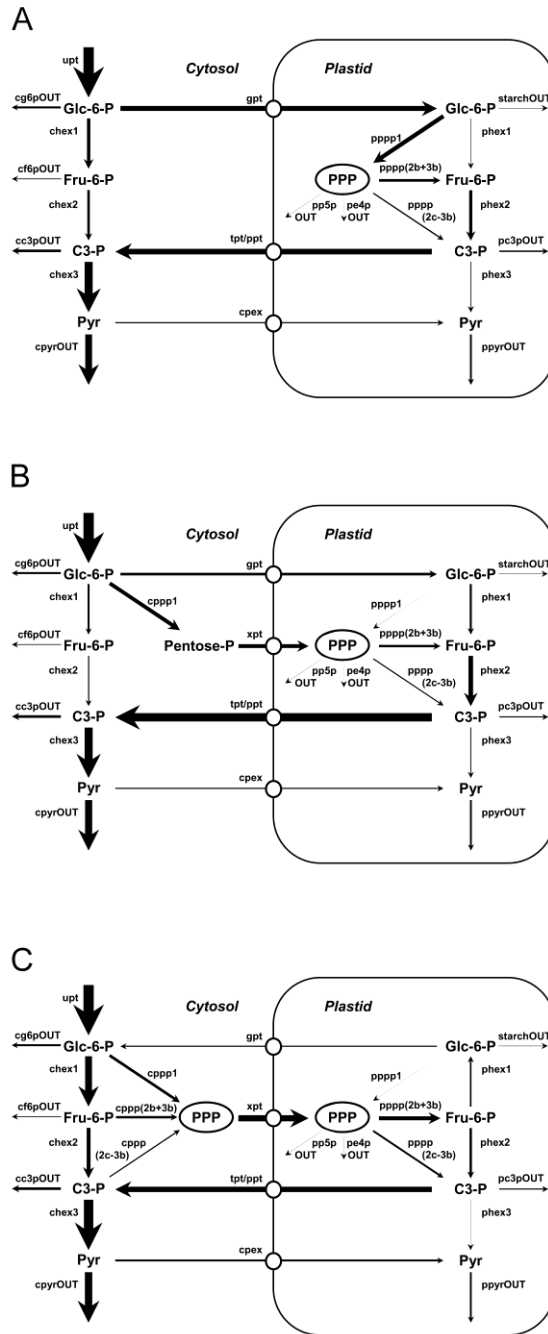 A
upt
Cytosol
Plastid
cg6pOUT
Glc-6-P
gpt
Glc-6-P
starchOUT
chex1
pppp1
phex1
cf6pOUT
Fru-6-P
PPP
pppp(2b+3b)
Fru-6-P
chex2
pp5p
OUT
pe4p
OUT
pppp
(2c-3b)
phex2
cc3pOUT
C3-P
tpt/ppt
C3-P
pc3pOUT
chex3
phex3
Pyr
cpex
Pyr
cpyrOUT
ppyrOUT
B
upt
Cytosol
Plastid
cg6pOUT
Glc-6-P
gpt
Glc-6-P
starchOUT
chex1
cppp1
pppp1
phex1
cf6pOUT
Fru-6-P
Pentose-P
xpt
PPP
pppp(2b+3b)
Fru-6-P
chex2
pp5p
OUT
pe4p
OUT
pppp
(2c-3b)
phex2
cc3pOUT
C3-P
tpt/ppt
C3-P
pc3pOUT
chex3
phex3
Pyr
cpex
Pyr
cpyrOUT
ppyrOUT
C
upt
Cytosol
Plastid
cg6pOUT
Glc-6-P
gpt
Glc-6-P
starchOUT
chex1
cppp1
pppp1
phex1
cf6pOUT
Fru-6-P
cppp(2b+3b)
PPP
xpt
PPP
pppp(2b+3b)
Fru-6-P
chex2
cppp
(2c-3b)
pp5p
OUT
pe4p
OUT
pppp
(2c-3b)
phex2
cc3pOUT
C3-P
tpt/ppt
C3-P
pc3pOUT
chex3
phex3
Pyr
cpex
Pyr
cpyrOUT
ppyrOUT